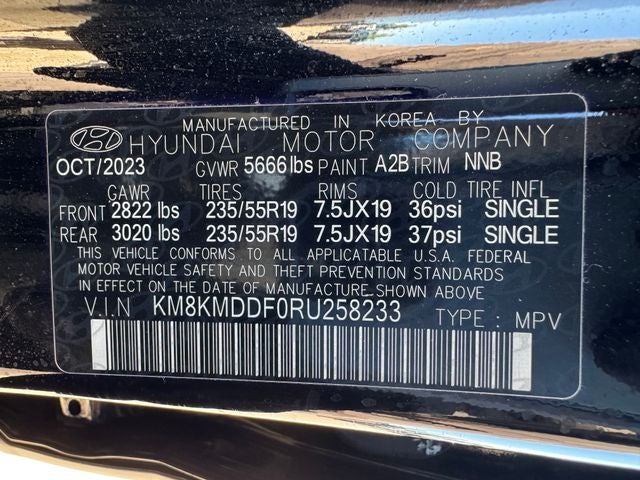 MANUFACTURED IN KOREA BY
HYUNDAI MOTOR COMPANY
OCT/2023 GVWR 5666 lbs PAINT A2B TRIM NNB
GAWR TIRES RIMS COLD TIRE INFL
FRONT 2822 lbs 235/55R19 7.5JX19 36psi SINGLE
REAR 3020 lbs 235/55R19 7.5JX19 37psi SINGLE
THIS VEHICLE CONFORMS TO ALL APPLICATABLE U.S.A. FEDERAL
MOTOR VEHICLE SAFETY BUMPER, AND THEFT PREVENTION
STANDARDS IN EFFECT ON THE DATE OF MANUFACTURE SHOWN ABOVE
V.I.N KM8KMDDF0RU258233 TYPE : MPV